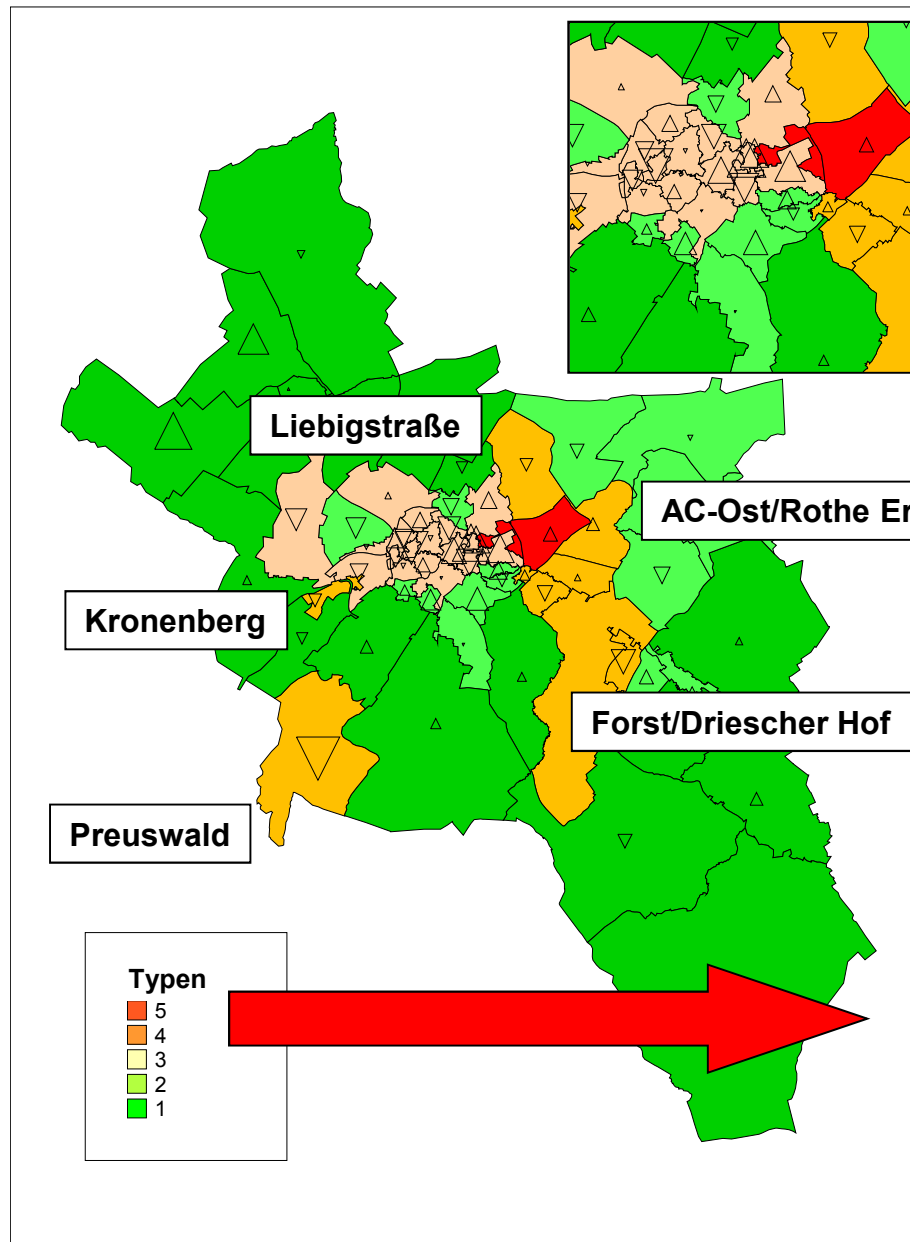 Liebigstraße
AC-Ost/Rothe Er
Kronenberg
Forst/Driescher Hof
Preuswald
Typen
5
4
3
2
1